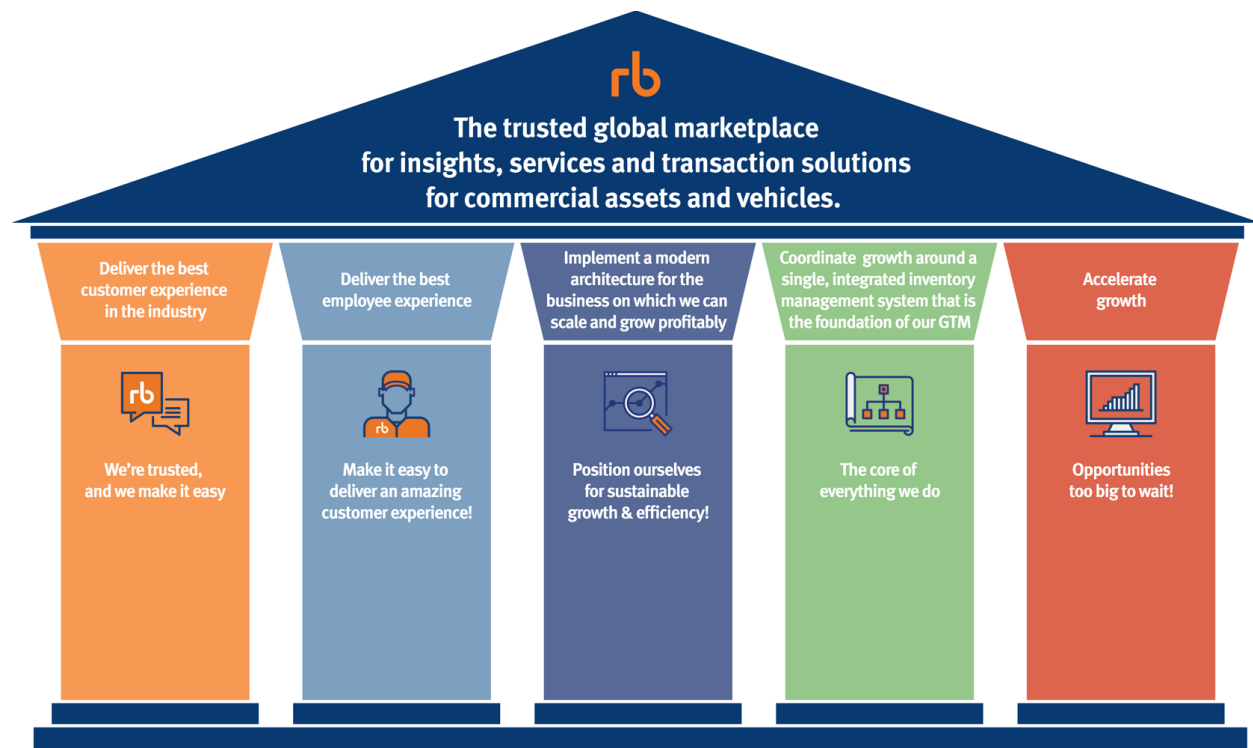 rb
The trusted global marketplace
for insights, services and transaction solutions
for commercial assets and vehicles.
Deliver the best
customer experience
in the industry
Deliver the best
employee experience
Implement a modern
architecture for the
business on which we can
scale and grow profitably
Coordinate growth around a
single, integrated inventory
management system that is
the foundation of our GTM
Accelerate
growth
rb
We're trusted,
and we make it easy
rb
Make it easy to
deliver an amazing
customer experience!
Position ourselves
for sustainable
growth & efficiency!
The core of
everything we do
Opportunities
too big to wait!